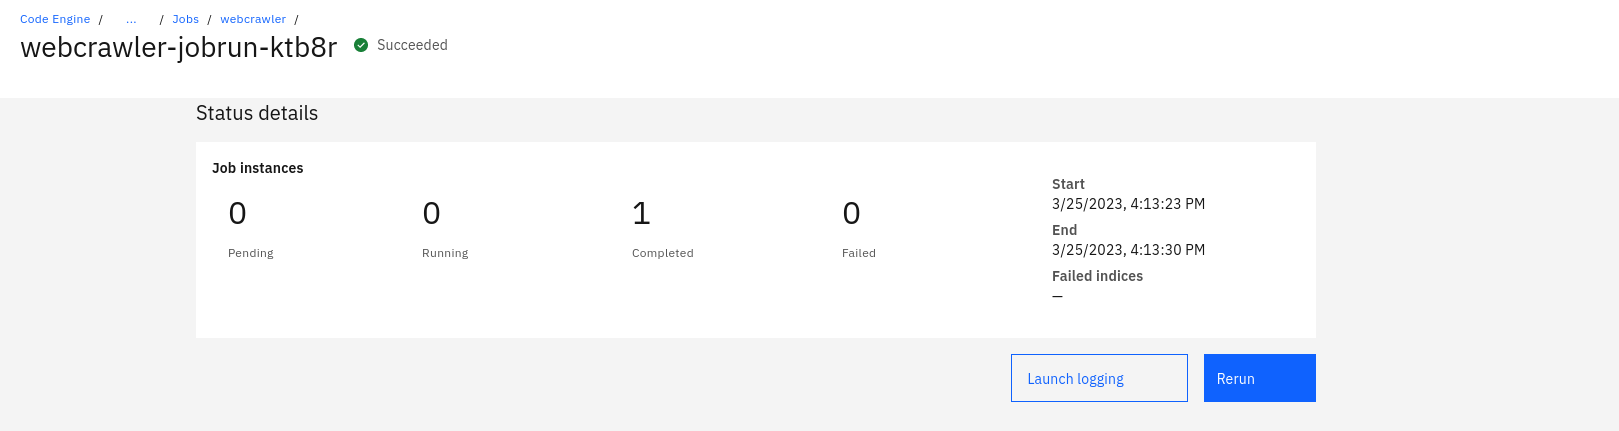 Code Engine / ... / Jobs / webcrawler /
webcrawler-jobrun-ktb8r Succeeded
Status details
Job instances
0 0 1 0
Pending Running Completed Failed
Start
3/25/2023, 4:13:23 PM
End
3/25/2023, 4:13:30 PM
Failed indices
—
Launch logging Rerun